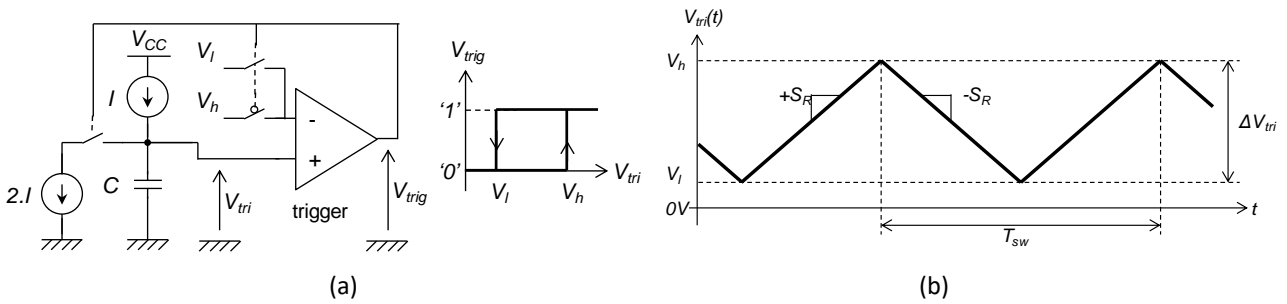 V_CC
I
2.I
C
V_l
V_h
-
+
trigger
V_tri
V_trig
V_trig
'1'
'0'
V_l
V_h
V_tri
(a)
V_tri(t)
V_h
V_l
0V
+S_R
-S_R
ΔV_tri
T_sw
t
(b)